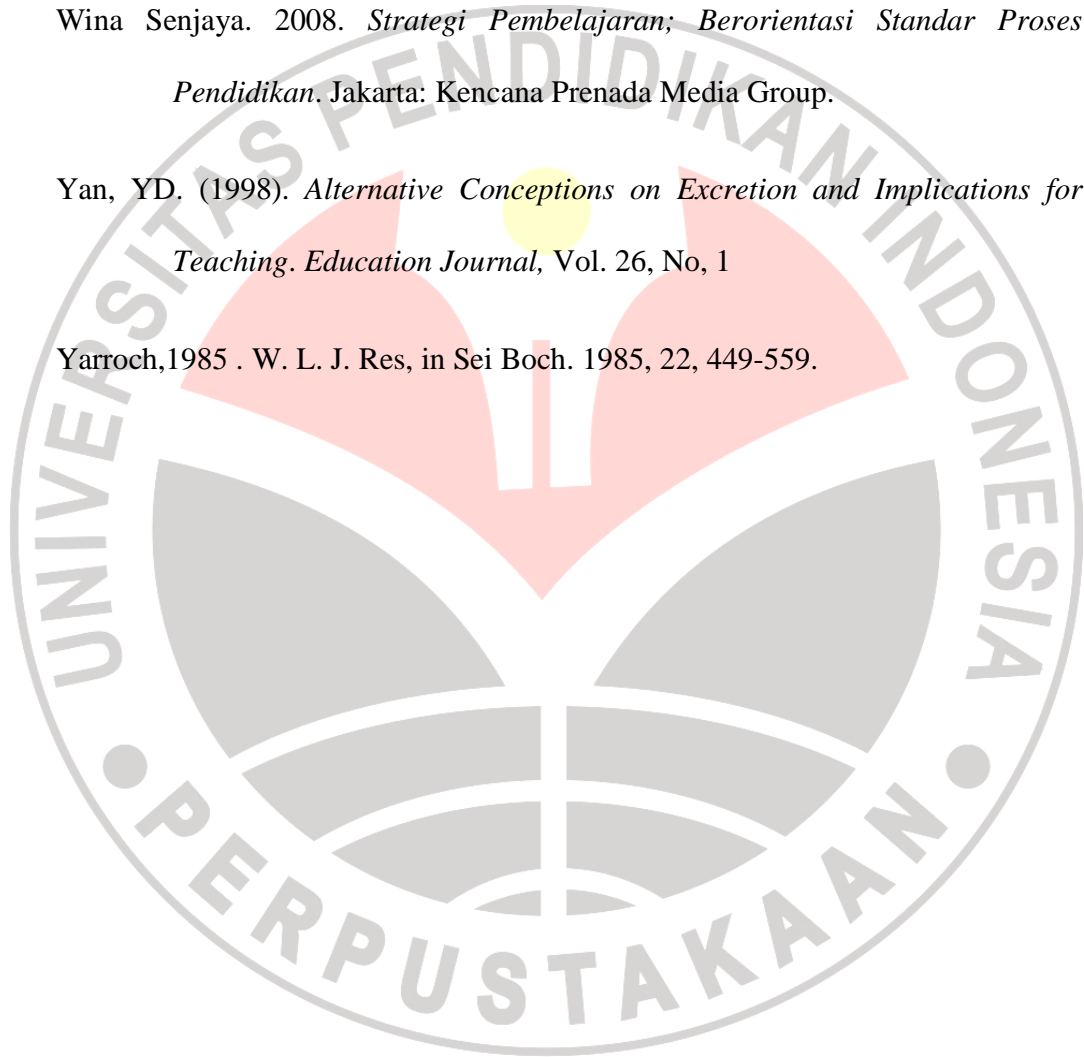 Wina Senjaya. 2008. Strategi Pembelajaran; Berorientasi Standar Proses
Pendidikan. Jakarta: Kencana Prenada Media Group.
Yan, YD. (1998). Alternative Conceptions on Excretion and Implications for
Teaching. Education Journal, Vol. 26, No, 1
Yarroch,1985 . W. L. J. Res, in Sei Boch. 1985, 22, 449-559.
UNIVERSITAS PENDIDIKAN INDONESIA
PERPUSTAKAAN